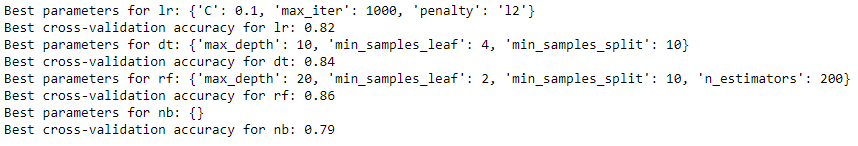 Best parameters for lr: {'C': 0.1, 'max_iter': 1000, 'penalty': 'l2'}
Best cross-validation accuracy for lr: 0.82
Best parameters for dt: {'max_depth': 10, 'min_samples_leaf': 4, 'min_samples_split': 10}
Best cross-validation accuracy for dt: 0.84
Best parameters for rf: {'max_depth': 20, 'min_samples_leaf': 2, 'min_samples_split': 10, 'n_estimators': 200}
Best cross-validation accuracy for rf: 0.86
Best parameters for nb: {}
Best cross-validation accuracy for nb: 0.79